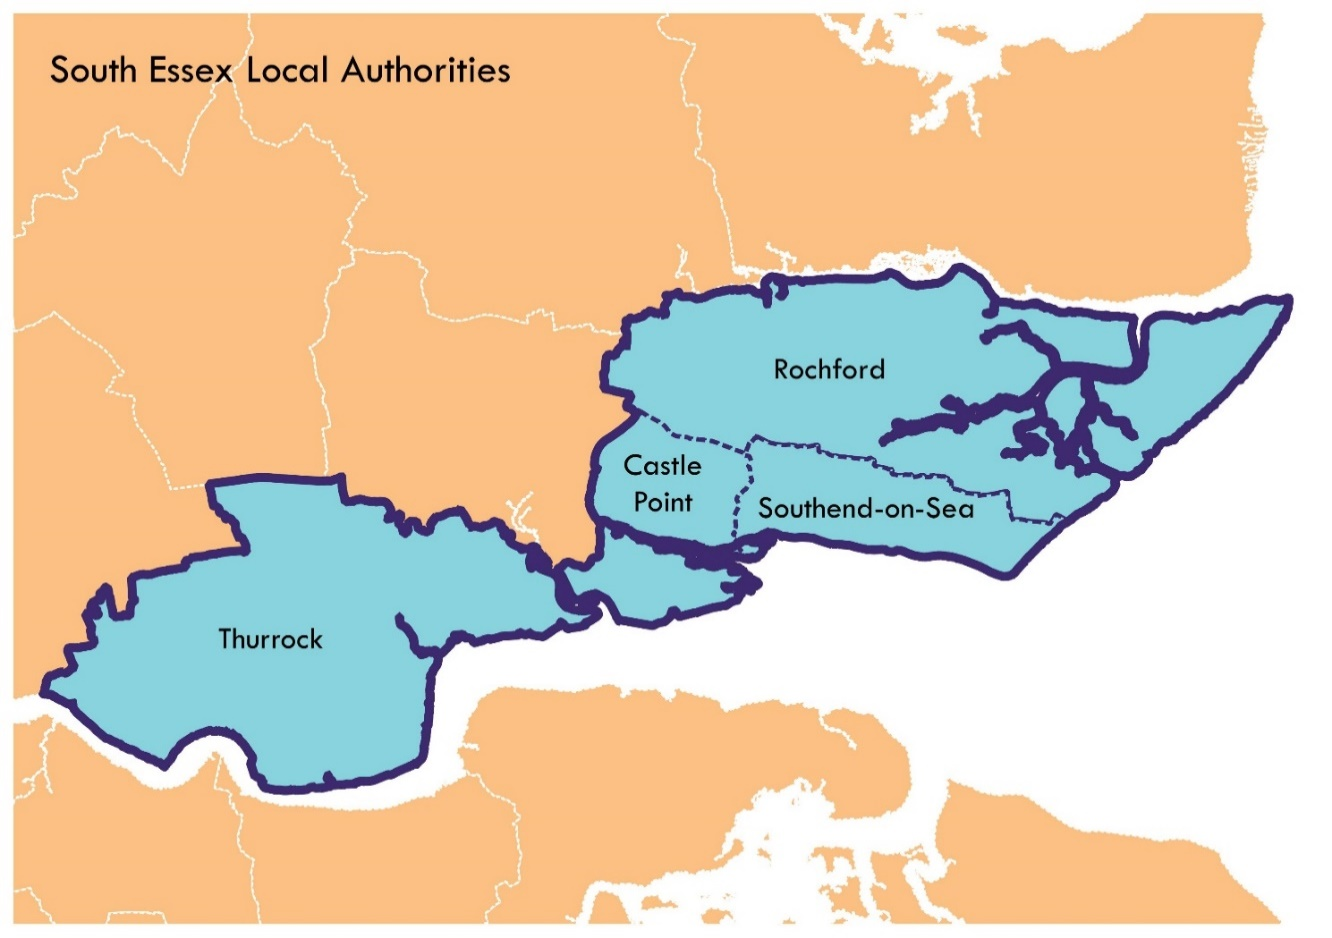 South Essex Local Authorities
Rochford
Castle
Point
Southend-on-Sea
Thurrock